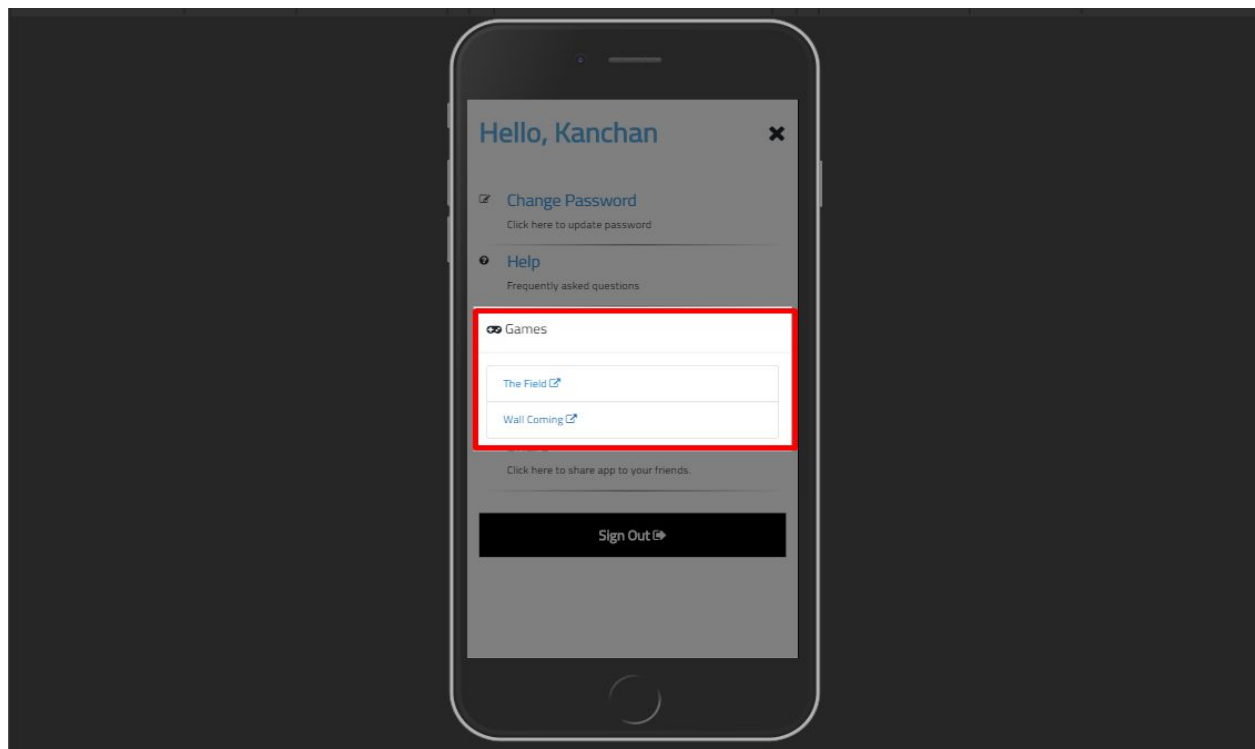 Hello, Kanchan
Change Password
Click here to update password
Help
Frequently asked questions
Games
The Field
Wall Coming
Click here to share app to your friends.
Sign Out